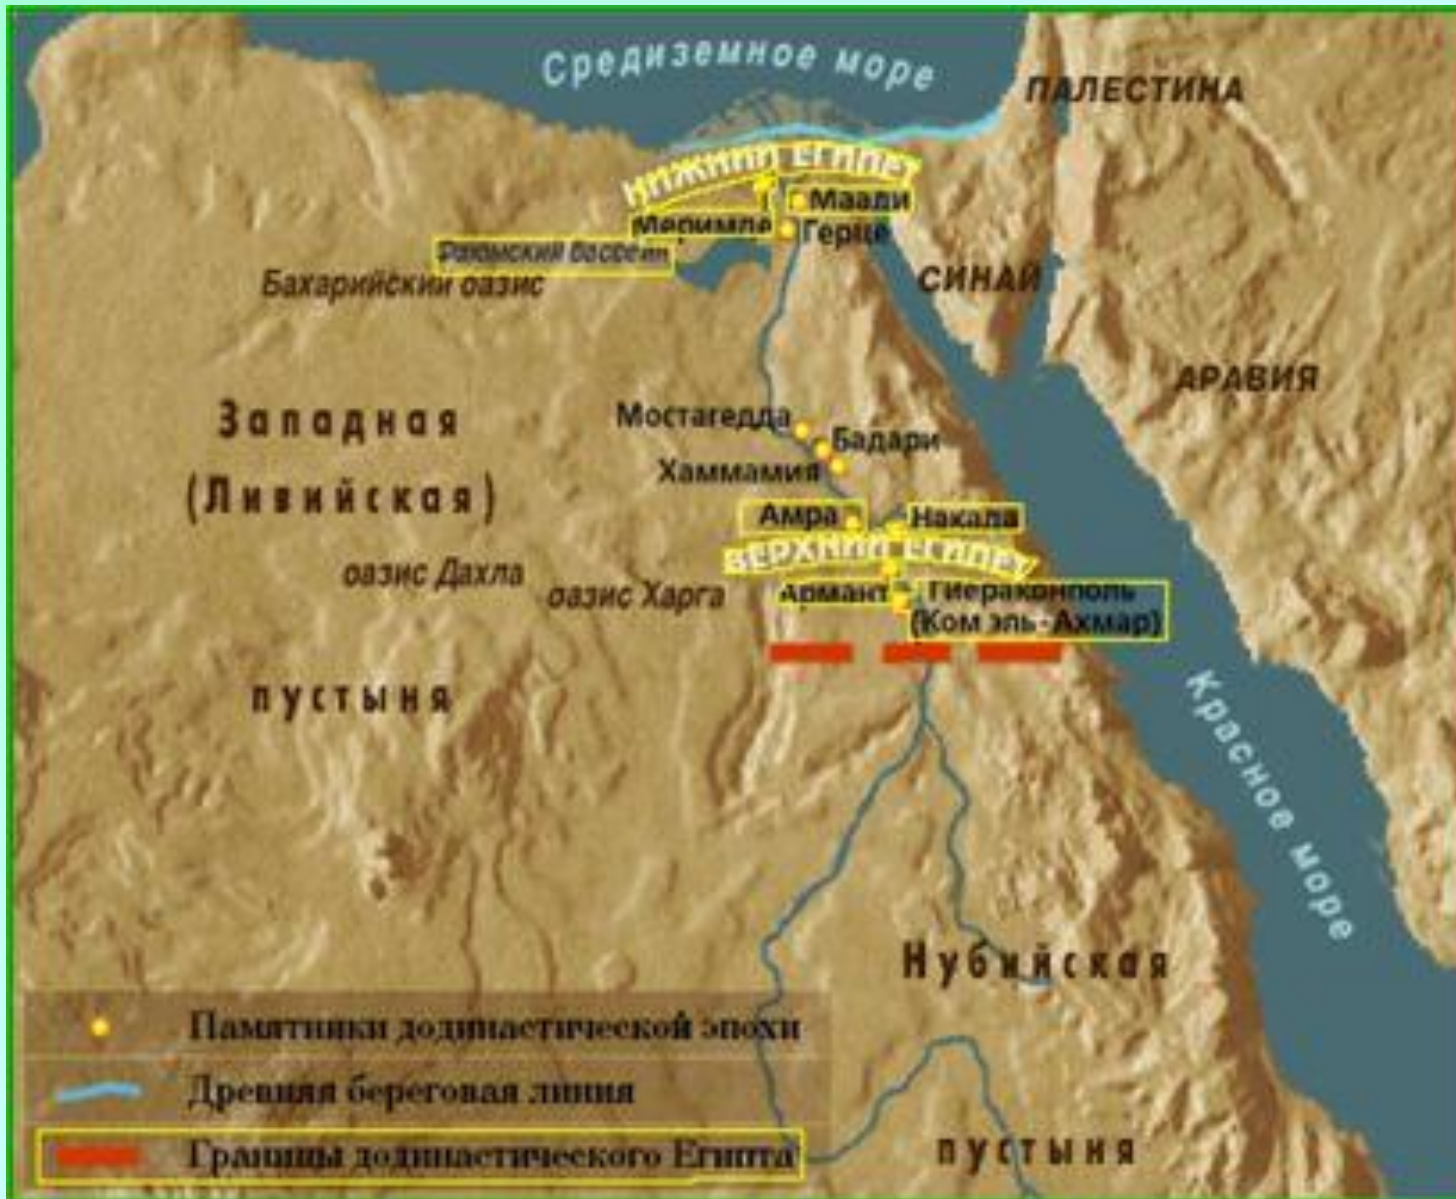 Средиземное море
ПАЛЕСТИНА
НИЖНИЙ ЕГИПЕТ
Маади
Меримде
Герце
Фаюмский бассейн
Бахарийский оазис
СИНАЙ
АРАВИЯ
Западная
Мостагедда
Бадари
Хаммамия
(Ливийская)
Амра
Накада
ВЕРХНИЙ ЕГИПЕТ
оазис Дахла
оазис Харга
Армант
Гиераконполь
(Ком эль-Ахмар)
пустыня
Красное море
Нубийская
Памятники додинастической эпохи
Древняя береговая линия
пустыня
Границы додинастического Египта